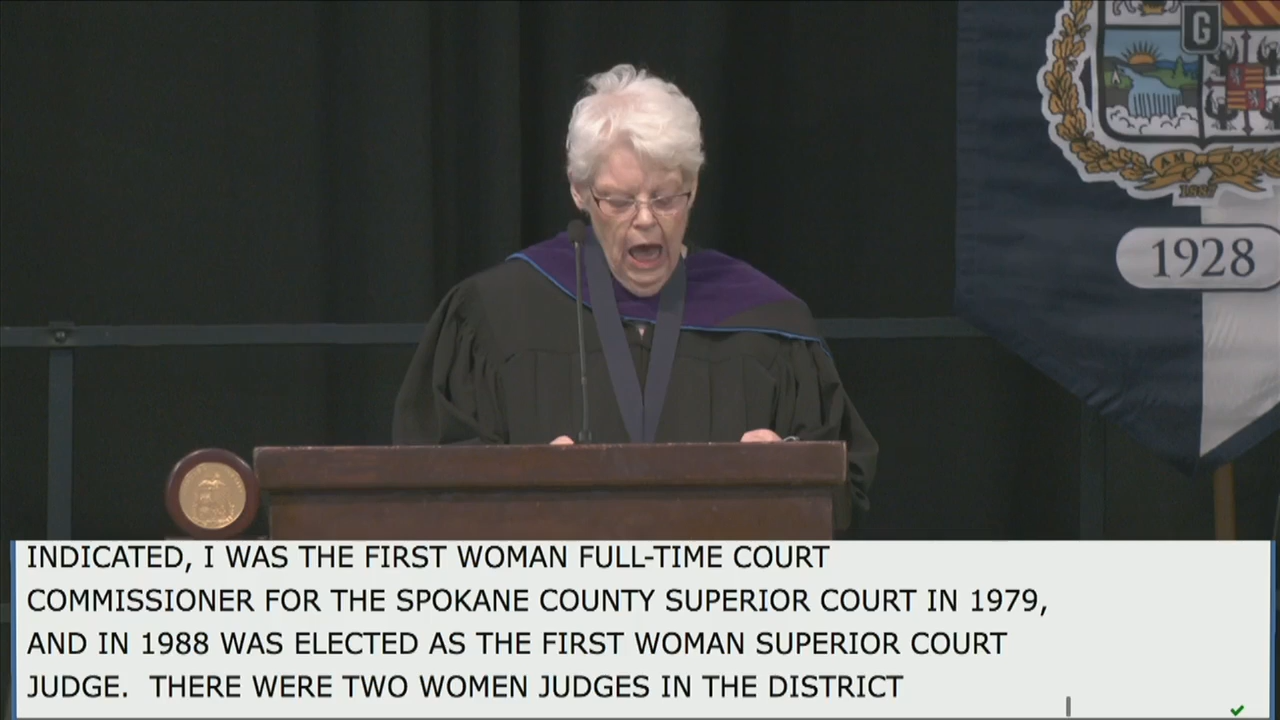 G
1887
1928
INDICATED, I WAS THE FIRST WOMAN FULL-TIME COURT
COMMISSIONER FOR THE SPOKANE COUNTY SUPERIOR COURT IN 1979,
AND IN 1988 WAS ELECTED AS THE FIRST WOMAN SUPERIOR COURT
JUDGE.  THERE WERE TWO WOMEN JUDGES IN THE DISTRICT